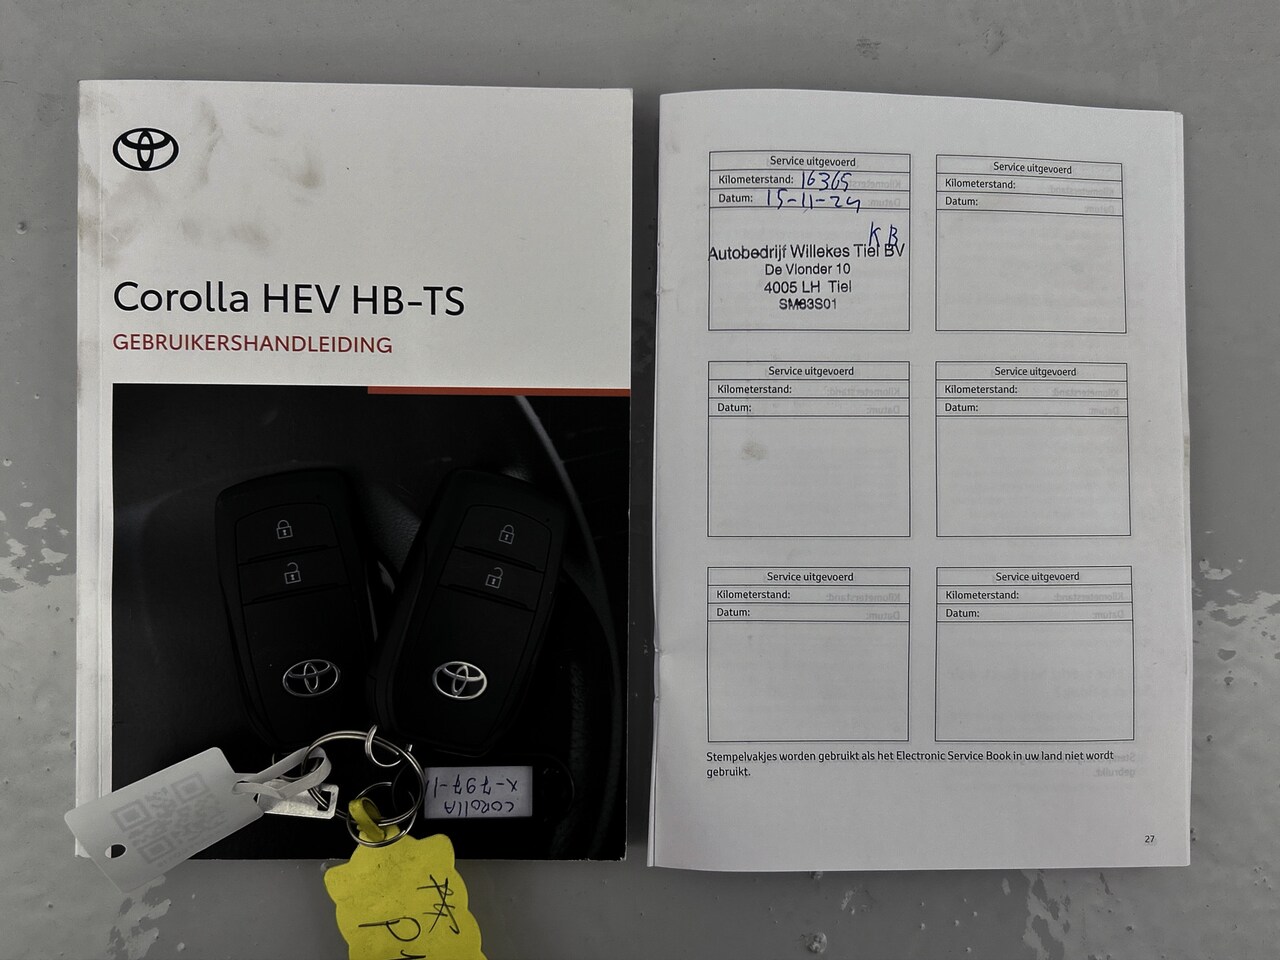 Corolla HEV HB-TS
GEBRUIKERSHANDLEIDING
COROLLA
X-797-
P
Service uitgevoerd
Kilometerstand: 16365
Datum: 15-11-24
KB
Autobedrijf Willekes Tiel BV
De Vlonder 10
4005 LH Tiel
SM83S01
Service uitgevoerd
Kilometerstand:
Datum:
Service uitgevoerd
Kilometerstand:
Datum:
Service uitgevoerd
Kilometerstand:
Datum:
Service uitgevoerd
Kilometerstand:
Datum:
Service uitgevoerd
Kilometerstand:
Datum:
Stempelvakjes worden gebruikt als het Electronic Service Book in uw land niet wordt
gebruikt.
27